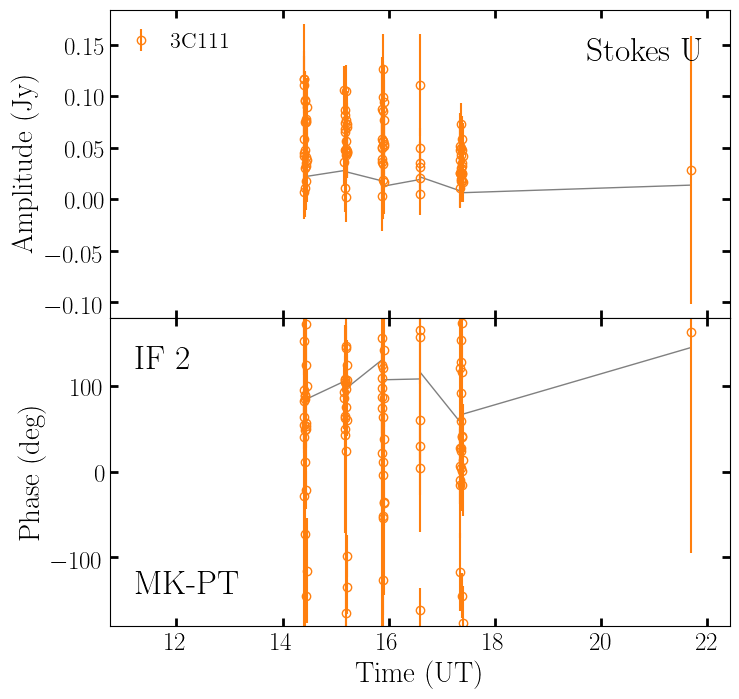 3C111
Stokes U
0.15
0.10
0.05
0.00
−0.05
−0.10
Amplitude (Jy)
IF 2
100
0
−100
Phase (deg)
MK-PT
12 14 16 18 20 22
Time (UT)